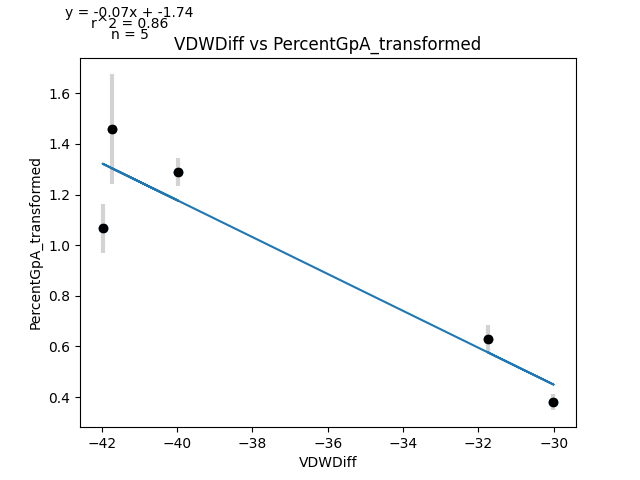 y = -0.07x + -1.74
r^2 = 0.86
n = 5
VDWDiff vs PercentGpA_transformed
PercentGpA_transformed
1.6
1.4
1.2
1.0
0.8
0.6
0.4
−42
−40
−38
−36
−34
−32
−30
VDWDiff